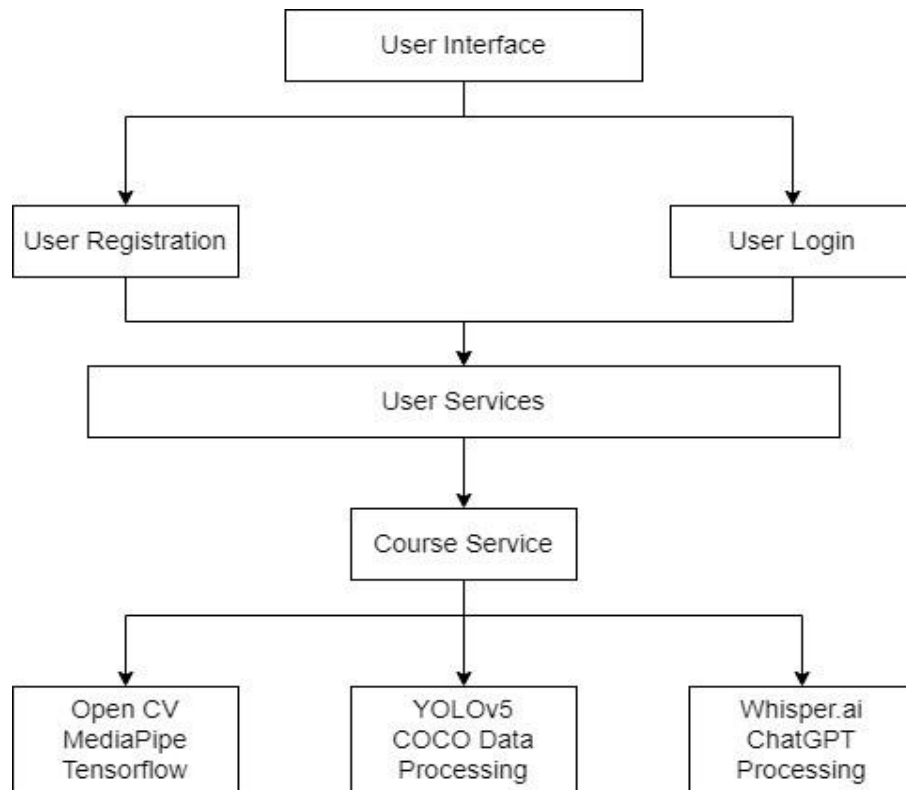 User Interface
User Registration
User Login
User Services
Course Service
Open CV
MediaPipe
Tensorflow
YOLOv5
COCO Data
Processing
Whisper.ai
ChatGPT
Processing